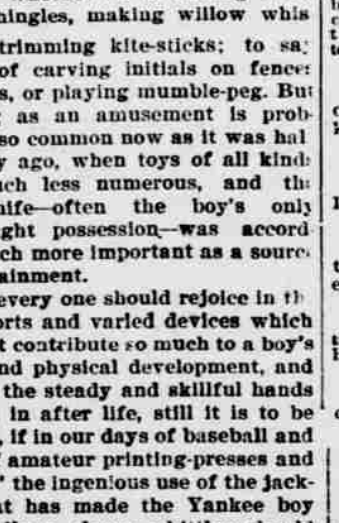 hingles, making willow whis
trimming kite-sticks; to sa
of carving initials on fence
s, or playing mumble-peg. But
as an amusement is prob-
so common now as it was hal
y ago, when toys of all kind
uch less numerous, and th
nife—often the boy's only
ght possession—was accord
ch more important as a sourc
ainment.
every one should rejoice in th
orts and varied devices which
t contribute so much to a boy's
nd physical development, and
the steady and skillful hands
in after life, still it is to be
, if in our days of baseball and
amateur printing-presses and
" the ingenious use of the jack-
at has made the Yankee boy